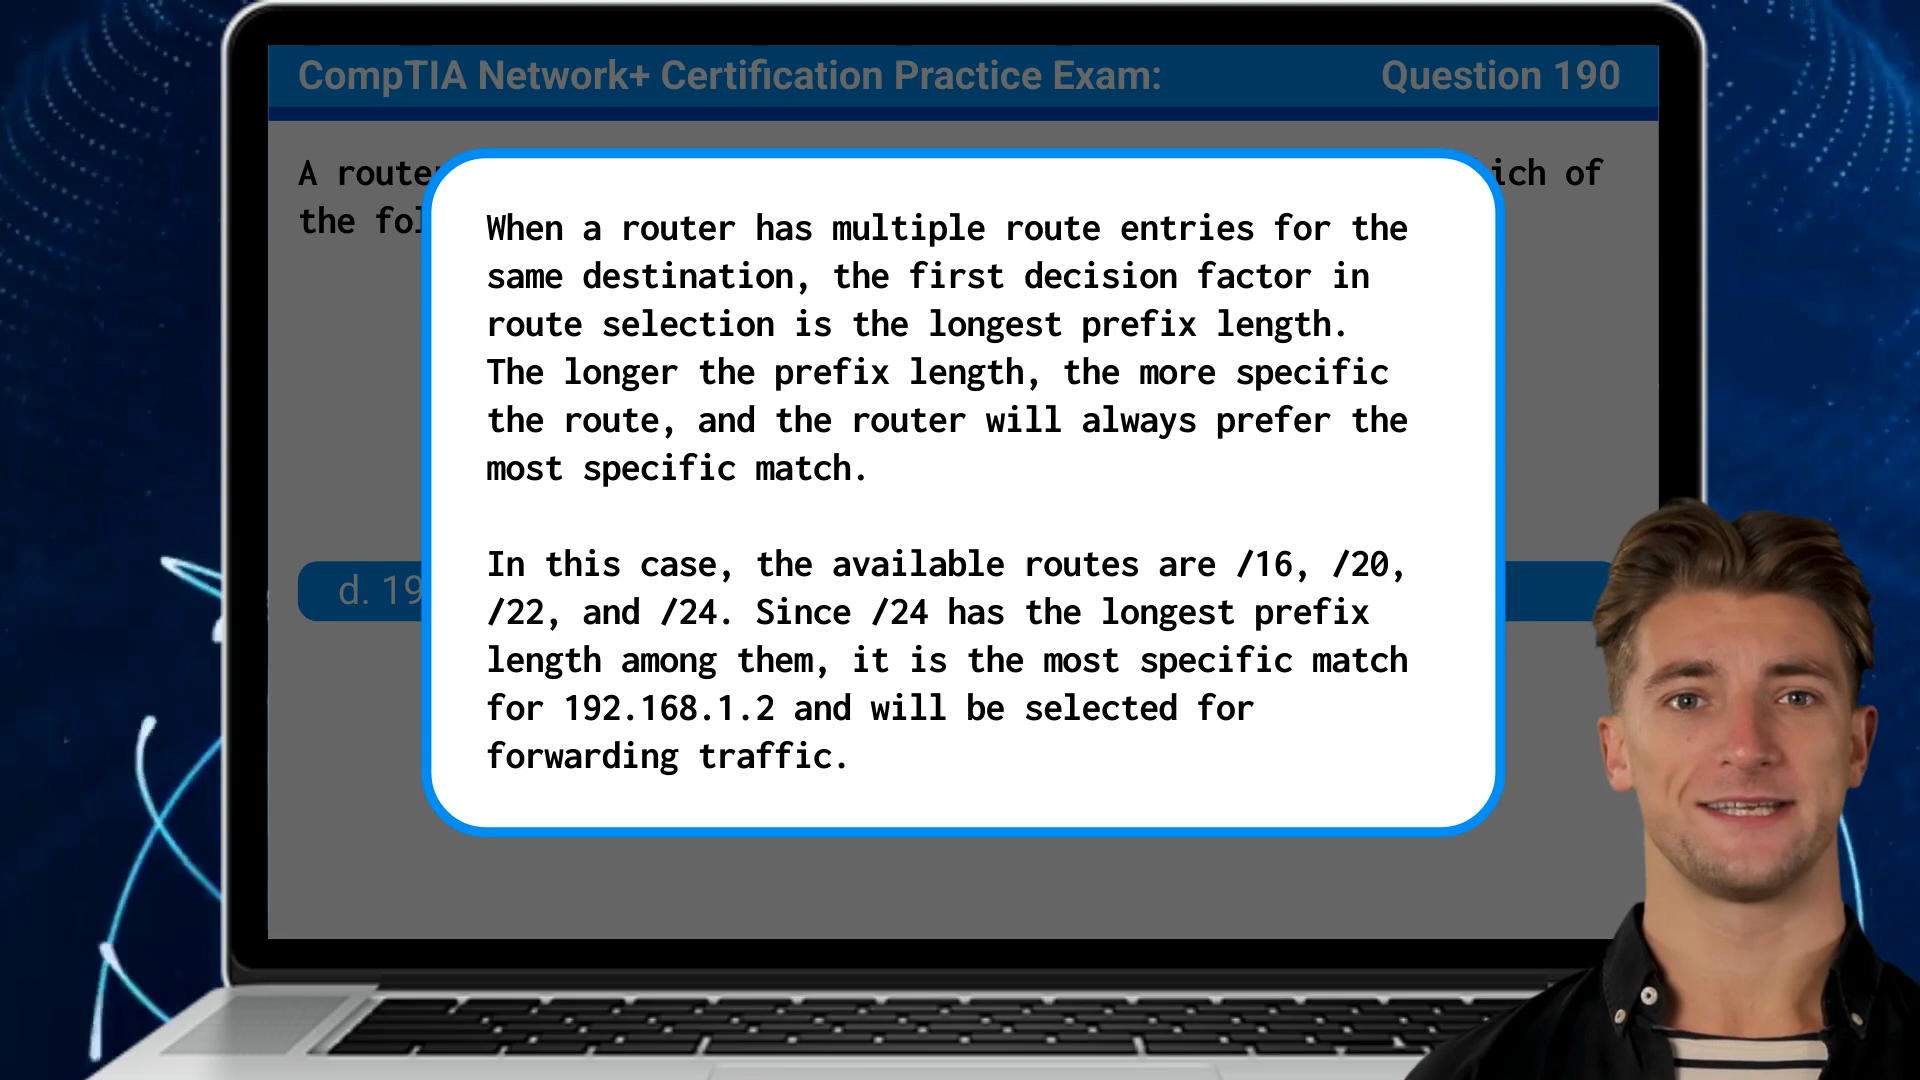 CompTIA Network+ Certification Practice Exam: Question 190
A
ich of
the
When a router has multiple route entries for the
same destination, the first decision factor in
route selection is the longest prefix length.
The longer the prefix length, the more specific
the route, and the router will always prefer the
most specific match.
In this case, the available routes are /16, /20,
/22, and /24. Since /24 has the longest prefix
length among them, it is the most specific match
for 192.168.1.2 and will be selected for
forwarding traffic.
d. 19